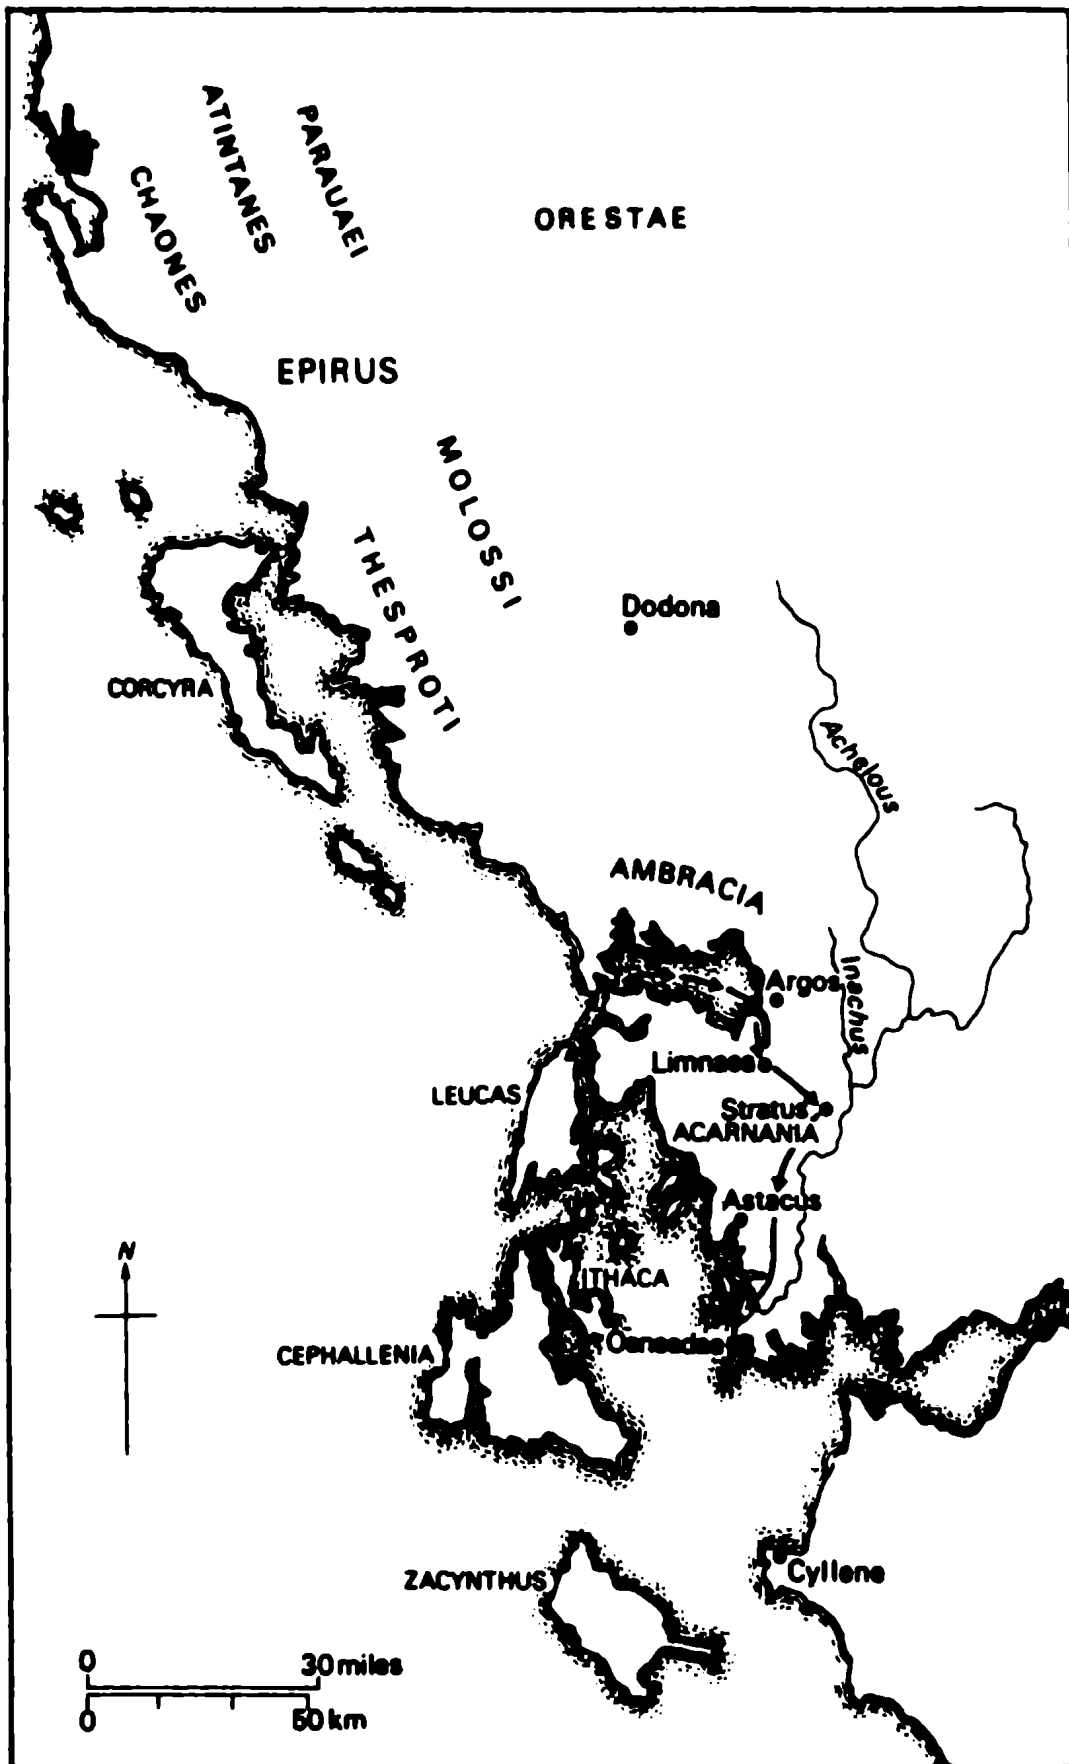 ATINTANES
PARAUAEI
CHAONES
ORESTAE
EPIRUS
MOLOSSI
THESPROTI
Dodona
CORCYRA
Achelous
AMBRACIA
Argos
Inachus
Limnaea
LEUCAS
Stratus
ACARNANIA
Astacus
N
ITHACA
Oeneadae
CEPHALLENIA
Cyllene
ZACYNTHUS
0 30 miles
0 50 km